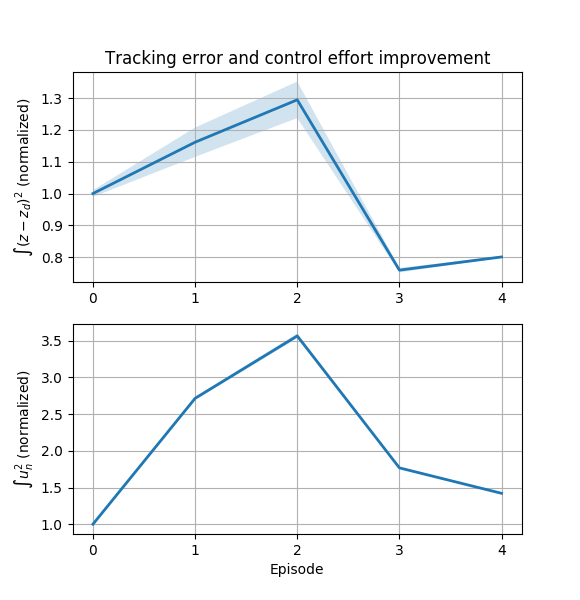 Tracking error and control effort improvement
∫(z − z_d)² (normalized)
1.3
1.2
1.1
1.0
0.9
0.8
0 1 2 3 4
∫u_n² (normalized)
3.5
3.0
2.5
2.0
1.5
1.0
0 1 2 3 4
Episode